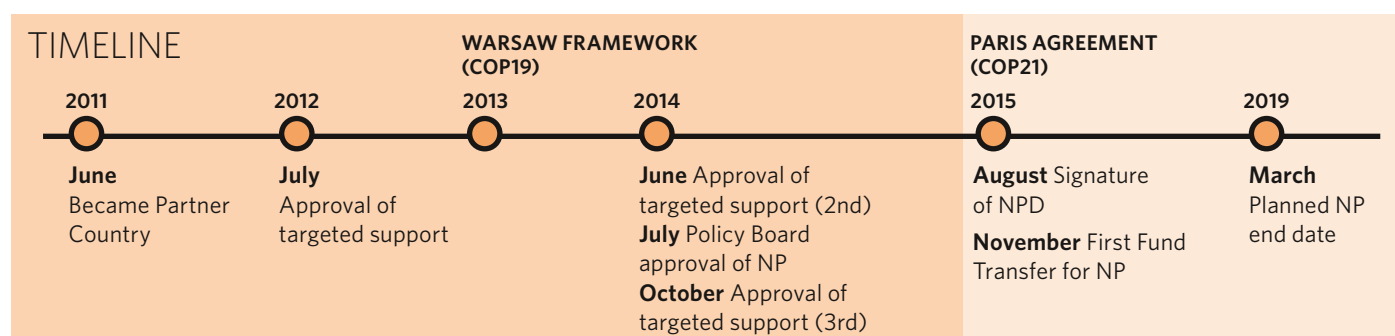 TIMELINE
WARSAW FRAMEWORK
(COP19)
PARIS AGREEMENT
(COP21)
2011
2012
2013
2014
2015
2019
June
Became Partner
Country
July
Approval of
targeted support
June Approval of
targeted support (2nd)
July Policy Board
approval of NP
October Approval of
targeted support (3rd)
August Signature
of NPD
November First Fund
Transfer for NP
March
Planned NP
end date